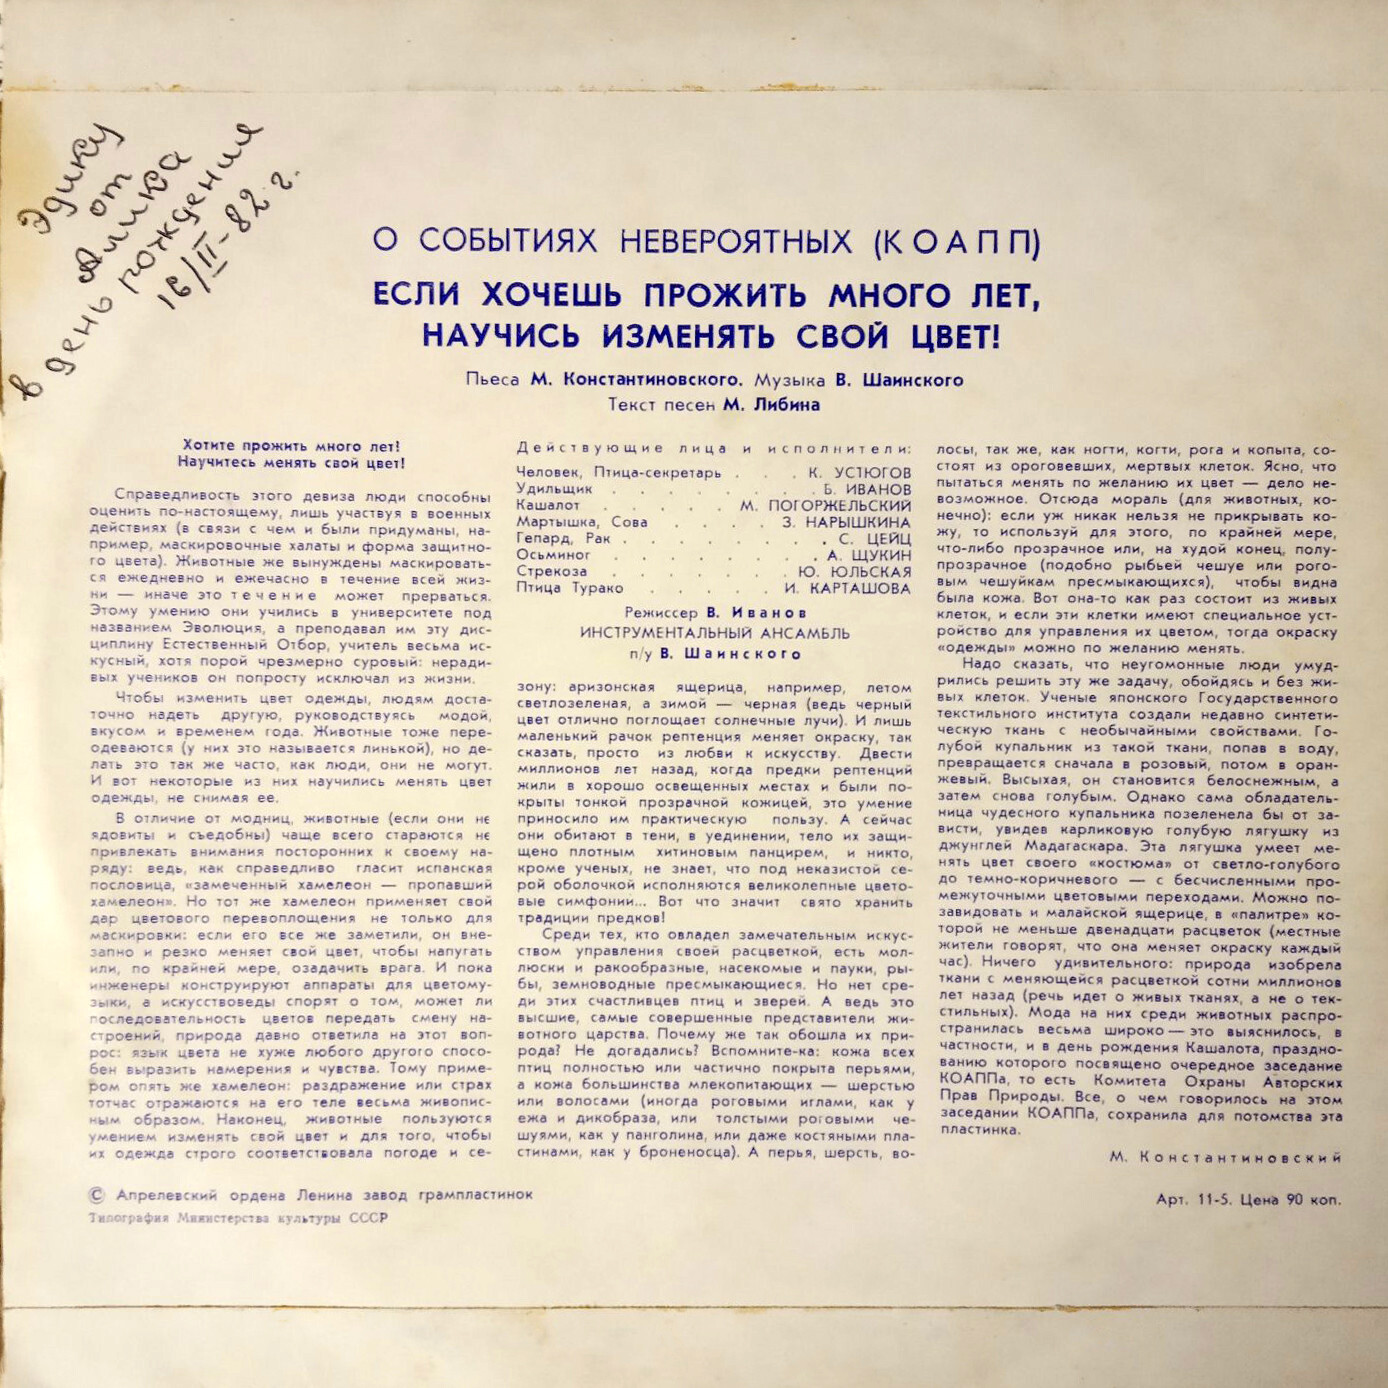 Эдику
от
Алика
в день рождения
16/II-82 г.
О СОБЫТИЯХ НЕВЕРОЯТНЫХ (КОАПП)
ЕСЛИ ХОЧЕШЬ ПРОЖИТЬ МНОГО ЛЕТ,
НАУЧИСЬ ИЗМЕНЯТЬ СВОЙ ЦВЕТ!
Пьеса М. Константиновского. Музыка В. Шаинского
Текст песен М. Либина
Хотите прожить много лет!
Научитесь менять свой цвет!
Справедливость этого девиза люди способны
оценить по-настоящему, лишь участвуя в военных
действиях (в связи с чем и были придуманы, на-
пример, маскировочные халаты и форма защитно-
го цвета). Животные же вынуждены маскировать-
ся ежедневно и ежечасно в течение всей жиз-
ни — иначе это течение может прерваться.
Этому умению они учились в университете под
названием Эволюция, а преподавал им эту дис-
циплину Естественный Отбор, учитель весьма ис-
кусный, хотя порой чрезмерно суровый: неради-
вых учеников он попросту исключал из жизни.
Чтобы изменить цвет одежды, людям доста-
точно надеть другую, руководствуясь модой,
вкусом и временем года. Животные тоже пере-
одеваются (у них это называется линькой), но де-
лать это так же часто, как люди, они не могут.
И вот некоторые из них научились менять цвет
одежды, не снимая ее.
В отличие от модниц, животные (если они не
ядовиты и съедобны) чаще всего стараются не
привлекать внимания посторонних к своему на-
ряду: ведь, как справедливо гласит испанская
пословица, «замеченный хамелеон — пропавший
хамелеон». Но тот же хамелеон применяет свой
дар цветового перевоплощения не только для
маскировки: если его все же заметили, он вне-
запно и резко меняет свой цвет, чтобы напугать
или, по крайней мере, озадачить врага. И пока
инженеры конструируют аппараты для цветому-
зыки, а искусствоведы спорят о том, может ли
последовательность цветов передать смену на-
строений, природа давно ответила на этот воп-
рос: язык цвета не хуже любого другого спосо-
бен выразить намерения и чувства. Тому приме-
ром опять же хамелеон: раздражение или страх
тотчас отражаются на его теле весьма живопис-
ным образом. Наконец, животные пользуются
умением изменять свой цвет и для того, чтобы
их одежда строго соответствовала погоде и се-
Действующие лица и исполнители:
Человек, Птица-секретарь . . . К. УСТЮГОВ
Удильщик . . . . . . . . Б. ИВАНОВ
Кашалот . . . . . М. ПОГОРЖЕЛЬСКИЙ
Мартышка, Сова . . . . З. НАРЫШКИНА
Гепард, Рак . . . . . . . . С. ЦЕЙЦ
Осьминог . . . . . . . . А. ЩУКИН
Стрекоза . . . . . . . Ю. ЮЛЬСКАЯ
Птица Турако . . . . . И. КАРТАШОВА
Режиссер В. Иванов
ИНСТРУМЕНТАЛЬНЫЙ АНСАМБЛЬ
п/у В. Шаинского
зону: аризонская ящерица, например, летом
светлозеленая, а зимой — черная (ведь черный
цвет отлично поглощает солнечные лучи). И лишь
маленький рачок рептенция меняет окраску, так
сказать, просто из любви к искусству. Двести
миллионов лет назад, когда предки рептенций
жили в хорошо освещенных местах и были по-
крыты тонкой прозрачной кожицей, это умение
приносило им практическую пользу. А сейчас
они обитают в тени, в уединении, тело их защи-
щено плотным хитиновым панцирем, и никто,
кроме ученых, не знает, что под неказистой се-
рой оболочкой исполняются великолепные цвето-
вые симфонии... Вот что значит свято хранить
традиции предков!
Среди тех, кто овладел замечательным искус-
ством управления своей расцветкой, есть мол-
люски и ракообразные, насекомые и пауки, ры-
бы, земноводные пресмыкающиеся. Но нет сре-
ди этих счастливцев птиц и зверей. А ведь это
высшие, самые совершенные представители жи-
вотного царства. Почему же так обошла их при-
рода? Не догадались? Вспомните-ка: кожа всех
птиц полностью или частично покрыта перьями,
а кожа большинства млекопитающих — шерстью
или волосами (иногда роговыми иглами, как у
ежа и дикобраза, или толстыми роговыми че-
шуями, как у панголина, или даже костяными пла-
стинами, как у броненосца). А перья, шерсть, во-
лосы, так же, как ногти, когти, рога и копыта, со-
стоят из ороговевших, мертвых клеток. Ясно, что
пытаться менять по желанию их цвет — дело не-
возможное. Отсюда мораль (для животных, ко-
нечно): если уж никак нельзя не прикрывать ко-
жу, то используй для этого, по крайней мере,
что-либо прозрачное или, на худой конец, полу-
прозрачное (подобно рыбьей чешуе или рого-
вым чешуйкам пресмыкающихся), чтобы видна
была кожа. Вот она-то как раз состоит из живых
клеток, и если эти клетки имеют специальное уст-
ройство для управления их цветом, тогда окраску
«одежды» можно по желанию менять.
Надо сказать, что неугомонные люди умуд-
рились решить эту же задачу, обойдясь и без жи-
вых клеток. Ученые японского Государственного
текстильного института создали недавно синтети-
ческую ткань с необычайными свойствами. Го-
лубой купальник из такой ткани, попав в воду,
превращается сначала в розовый, потом в оран-
жевый. Высыхая, он становится белоснежным, а
затем снова голубым. Однако сама обладатель-
ница чудесного купальника позеленела бы от за-
висти, увидев карликовую голубую лягушку из
джунглей Мадагаскара. Эта лягушка умеет ме-
нять цвет своего «костюма» от светло-голубого
до темно-коричневого — с бесчисленными про-
межуточными цветовыми переходами. Можно по-
завидовать и малайской ящерице, в «палитре» ко-
торой не меньше двенадцати расцветок (местные
жители говорят, что она меняет окраску каждый
час). Ничего удивительного: природа изобрела
ткани с меняющейся расцветкой сотни миллионов
лет назад (речь идет о живых тканях, а не о тек-
стильных). Мода на них среди животных распро-
странилась весьма широко — это выяснилось, в
частности, и в день рождения Кашалота, праздно-
ванию которого посвящено очередное заседание
КОАППа, то есть Комитета Охраны Авторских
Прав Природы. Все, о чем говорилось на этом
заседании КОАППа, сохранила для потомства эта
пластинка.
М. Константиновский
© Апрелевский ордена Ленина завод грампластинок
Типография Министерства культуры СССР
Арт. 11-5. Цена 90 коп.